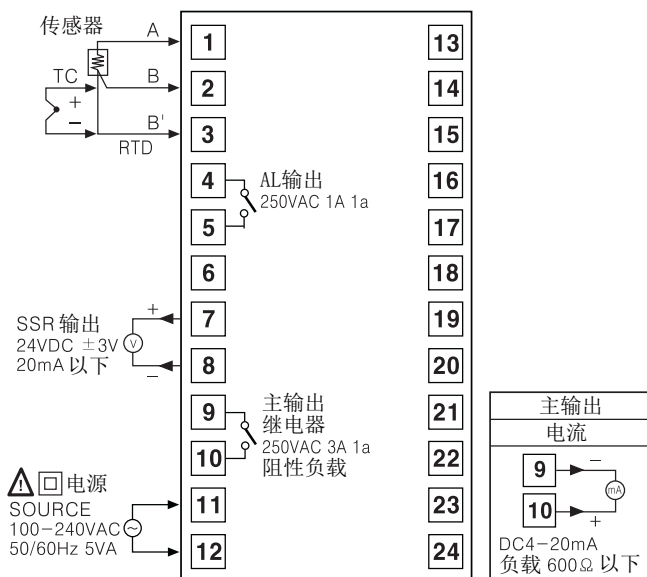 传感器
A
TC
B
+
−
B'
RTD
1
2
3
4
5
6
7
8
9
10
11
12
AL输出
250VAC 1A 1a
SSR 输出
24VDC ±3V
20mA 以下
+
V
−
主输出
继电器
250VAC 3A 1a
阻性负载
电源
SOURCE
100−240VAC
50/60Hz 5VA
13
14
15
16
17
18
19
20
21
22
23
24
主输出
电流
9
−
mA
10
+
DC4−20mA
负载 600Ω 以下